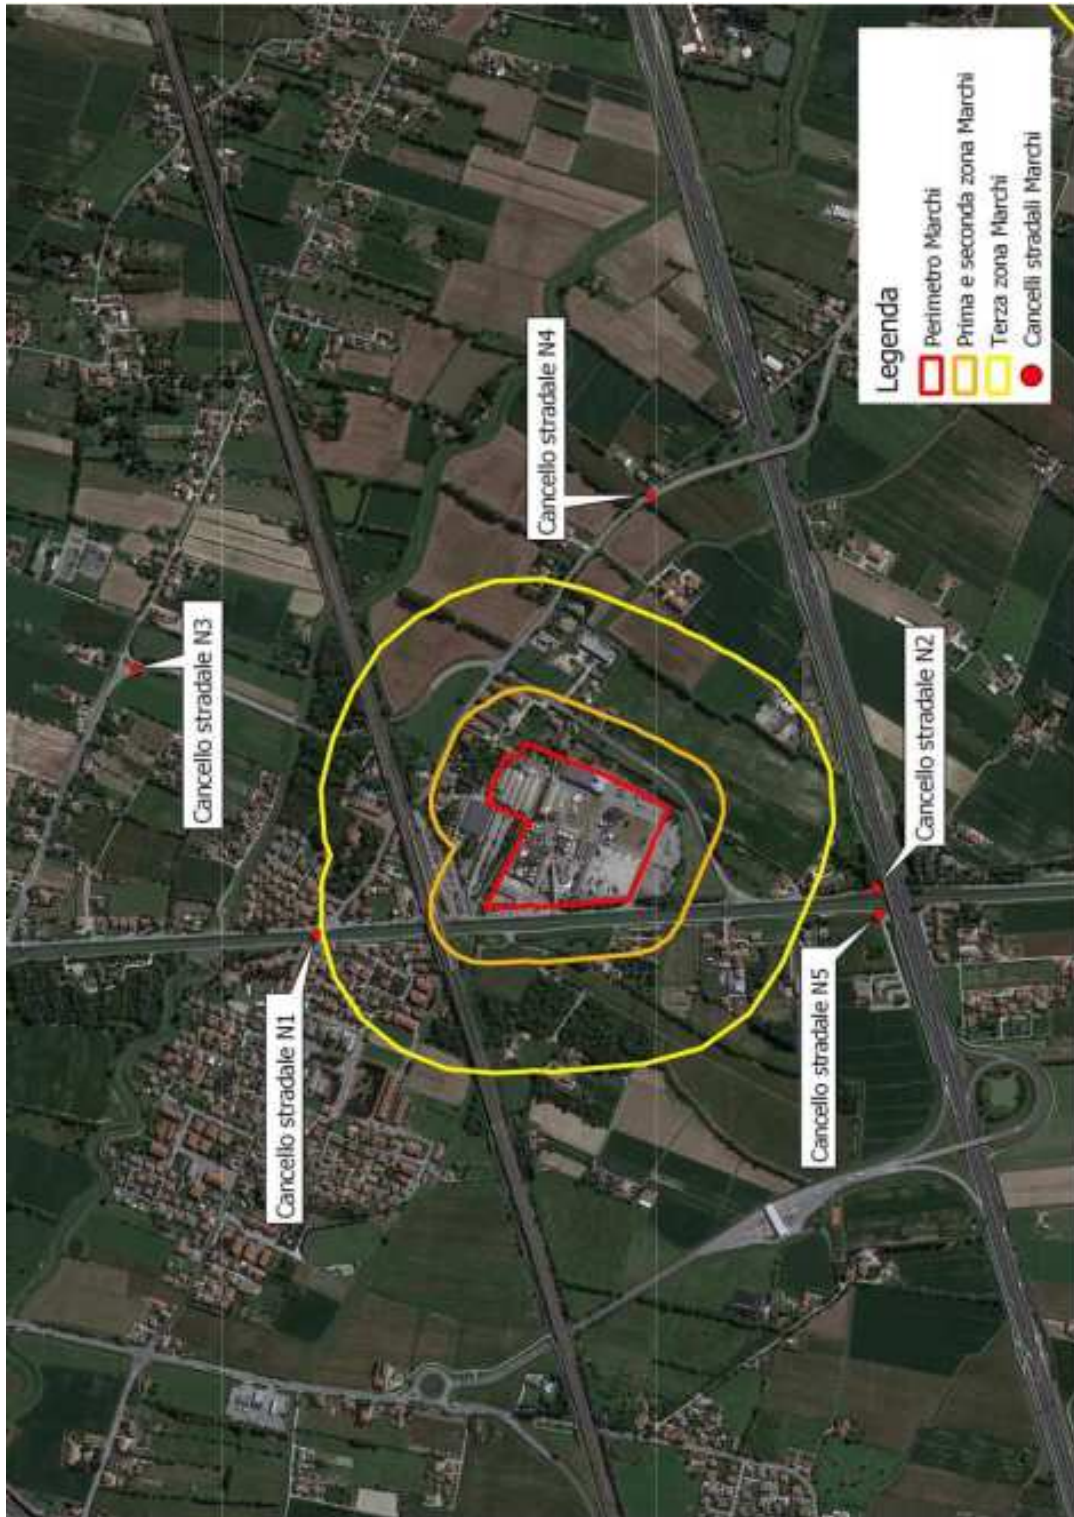 Cancello stradale N1
Cancello stradale N3
Cancello stradale N5
Cancello stradale N2
Cancello stradale N4
Legenda
Perimetro Marchi
Prima e seconda zona Marchi
Terza zona Marchi
Cancelli stradali Marchi